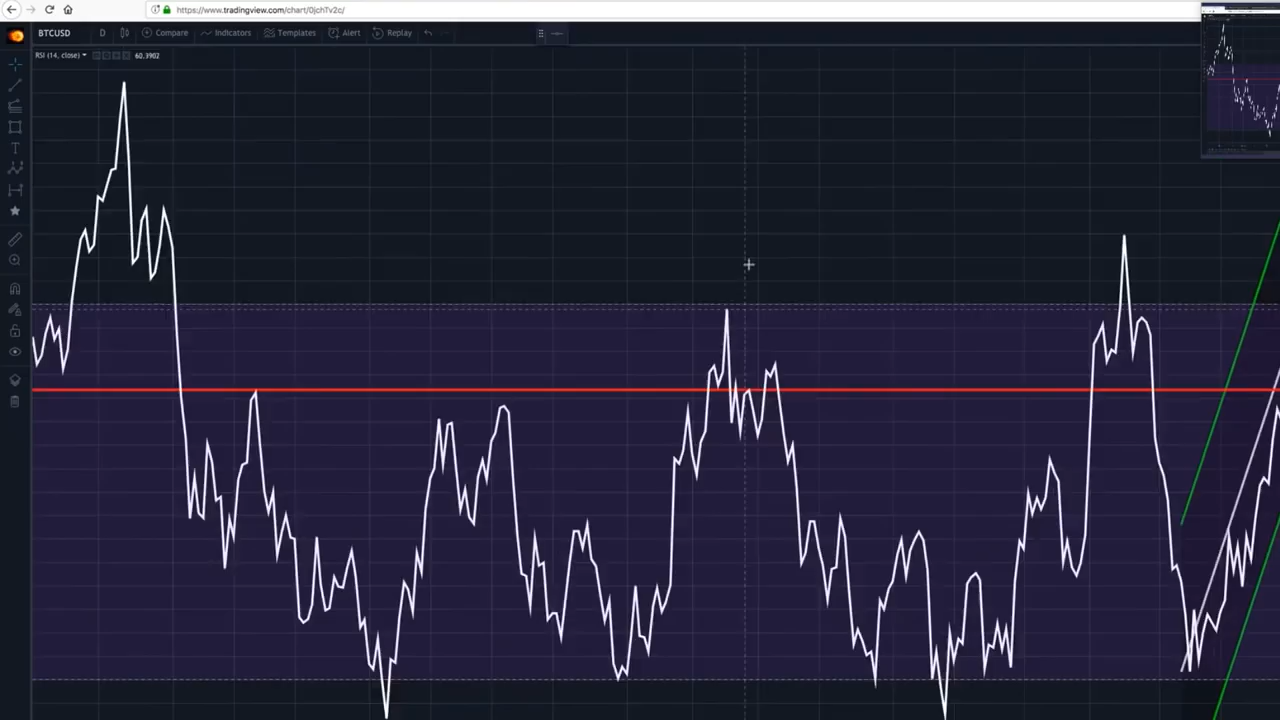 https://www.tradingview.com/chart/0jchTv2c/
BTCUSD D Compare Indicators Templates Alert Replay
RSI (14, close) 60.3902